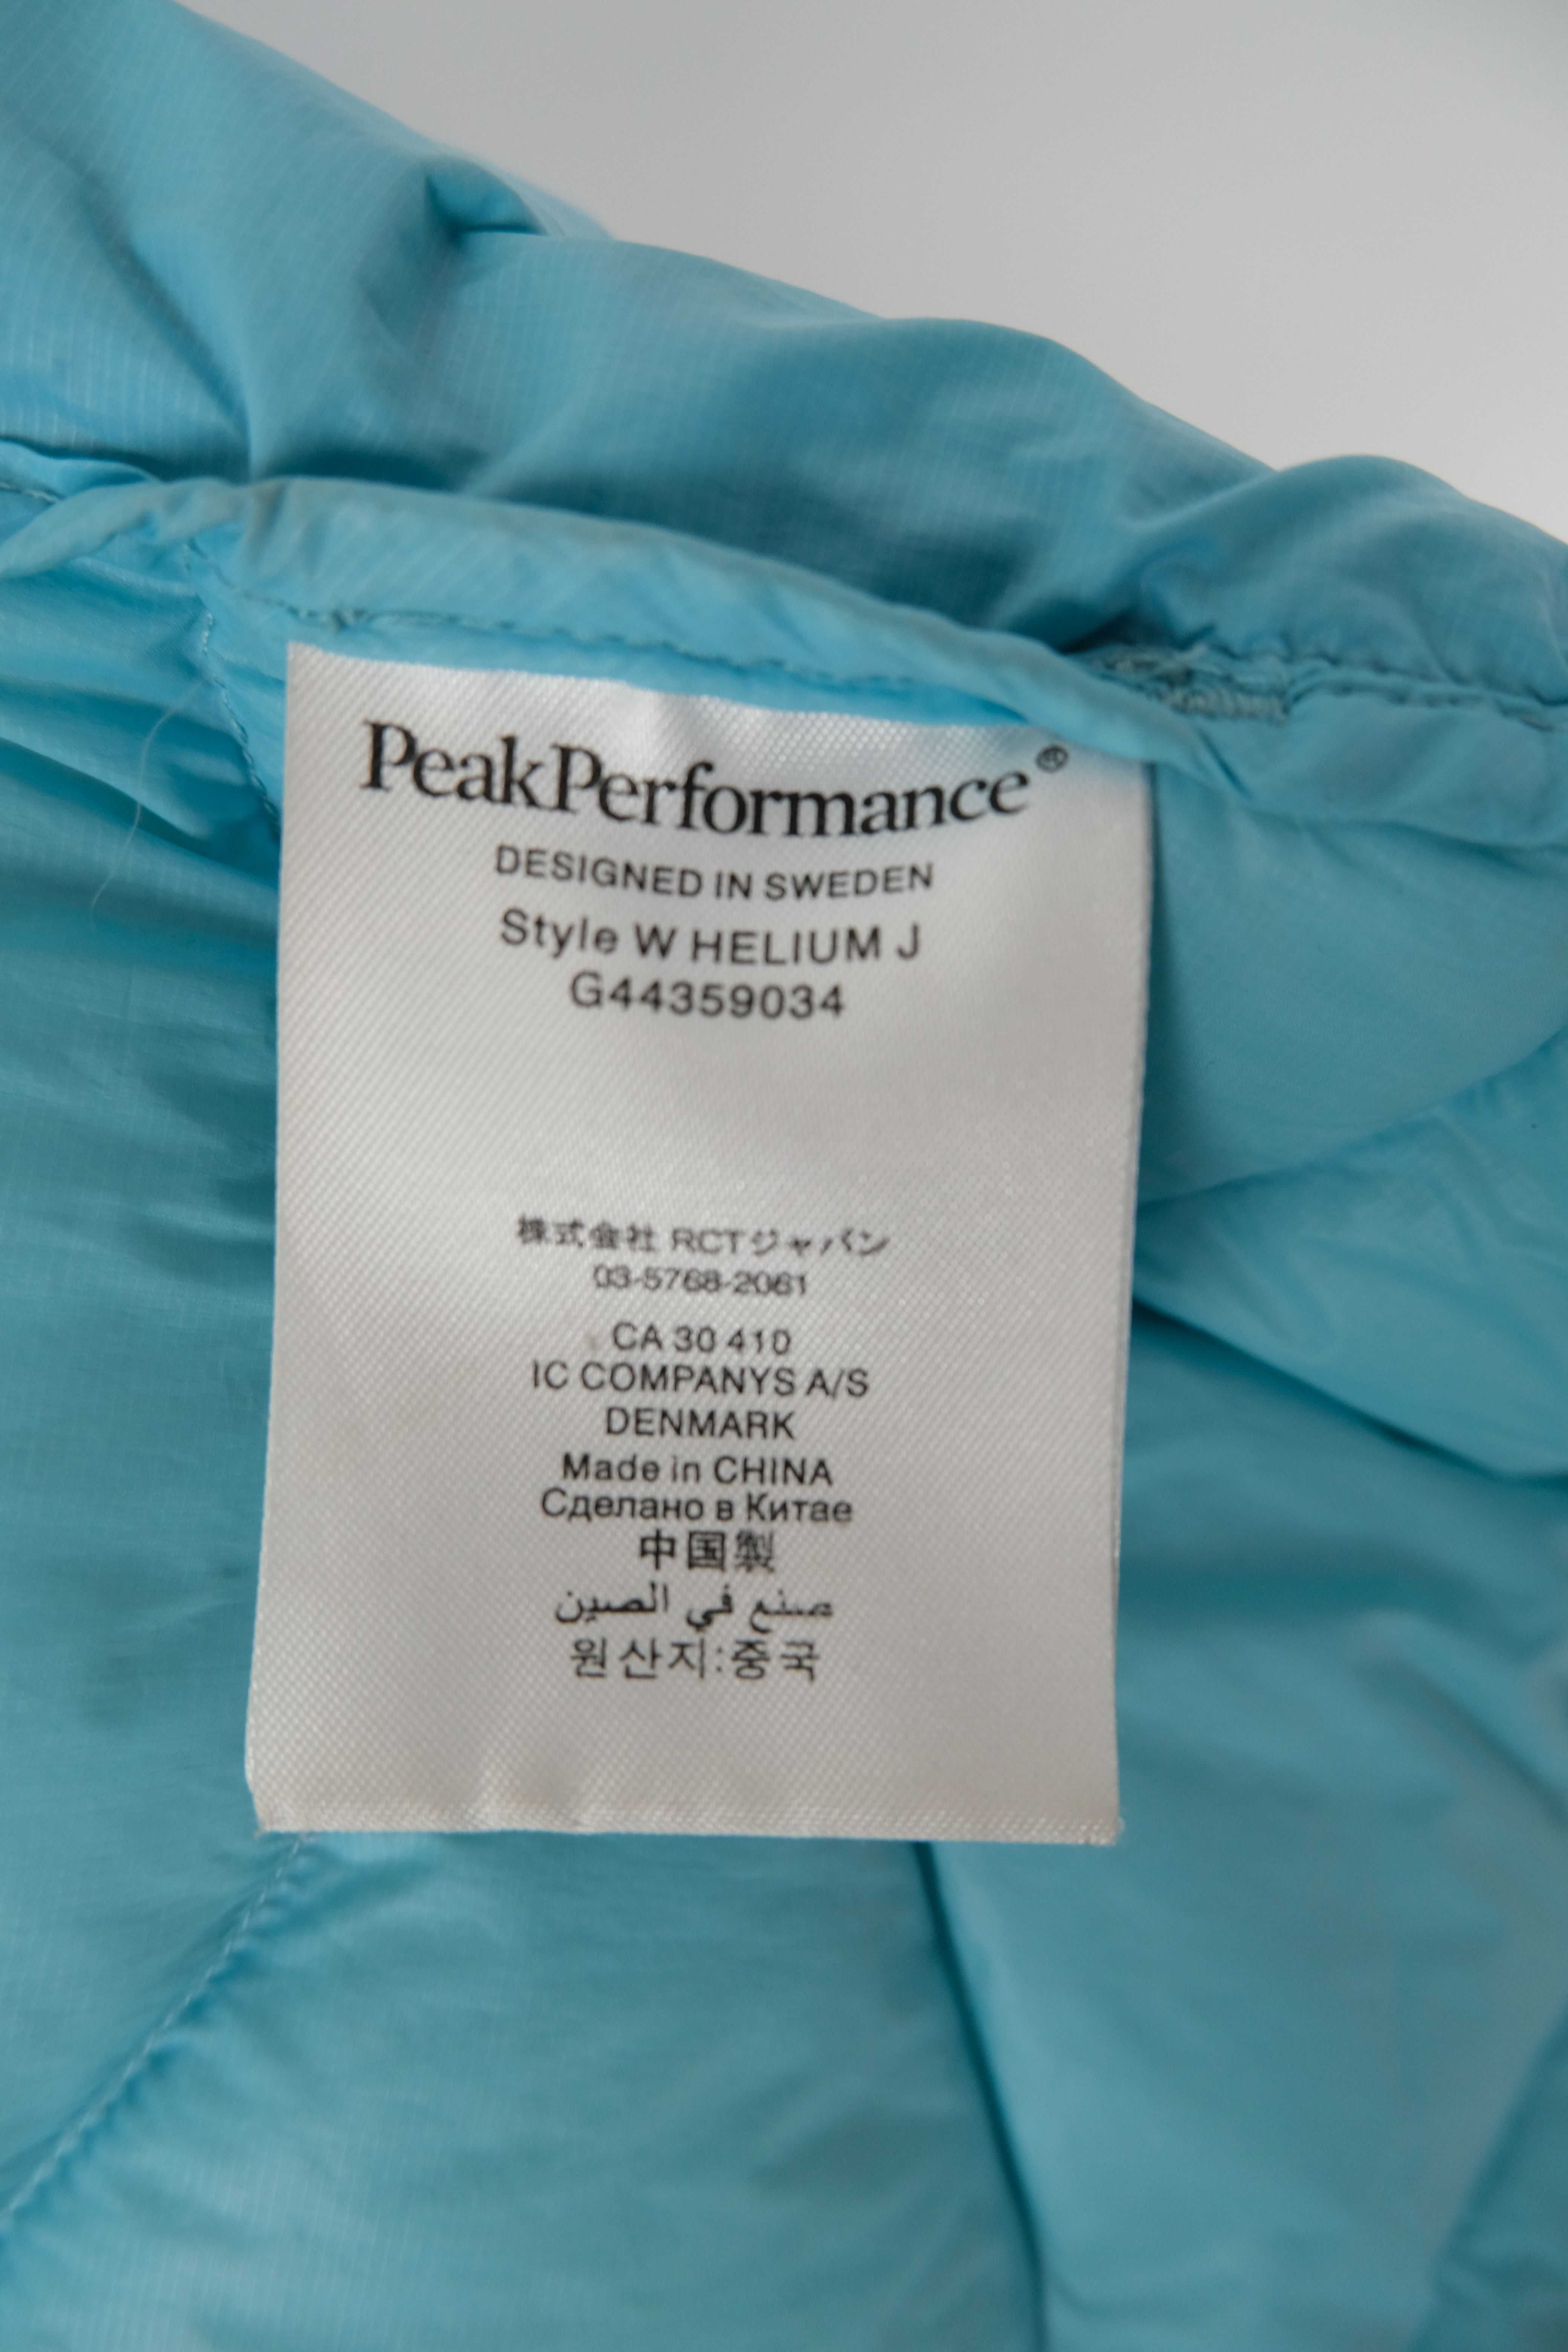 PeakPerformance®
DESIGNED IN SWEDEN
Style W HELIUM J
G44359034
株式会社 RCTジャパン
03-5768-2061
CA 30 410
IC COMPANYS A/S
DENMARK
Made in CHINA
Сделано в Китае
中国製
صنع في الصين
원산지:중국